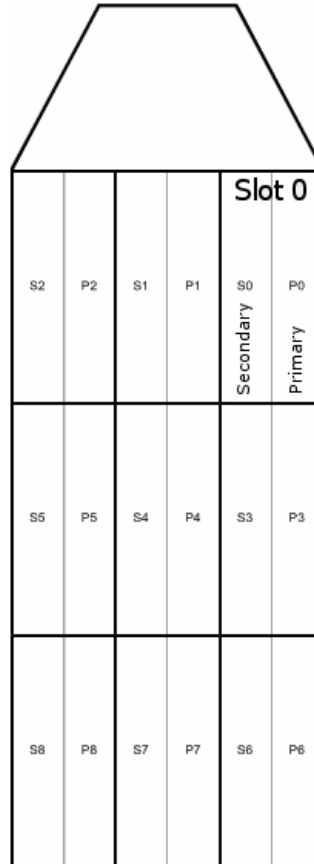 Slot 0
S2 P2 S1 P1 S0 P0
Secondary Primary
S5 P5 S4 P4 S3 P3
S8 P8 S7 P7 S6 P6